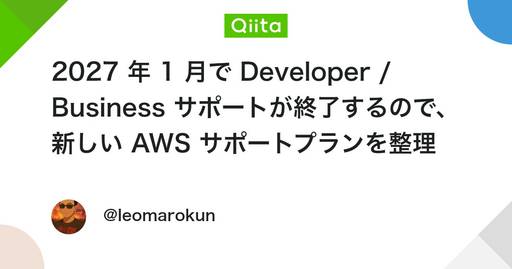 Qiita
2027 年 1 月で Developer /
Business サポートが終了するので、
新しい AWS サポートプランを整理
@leomarokun